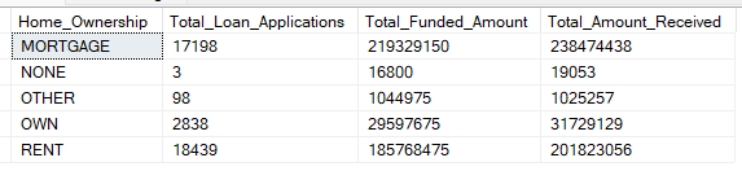 Home_Ownership Total_Loan_Applications Total_Funded_Amount Total_Amount_Received
MORTGAGE 17198 219329150 238474438
NONE 3 16800 19053
OTHER 98 1044975 1025257
OWN 2838 29597675 31729129
RENT 18439 185768475 201823056